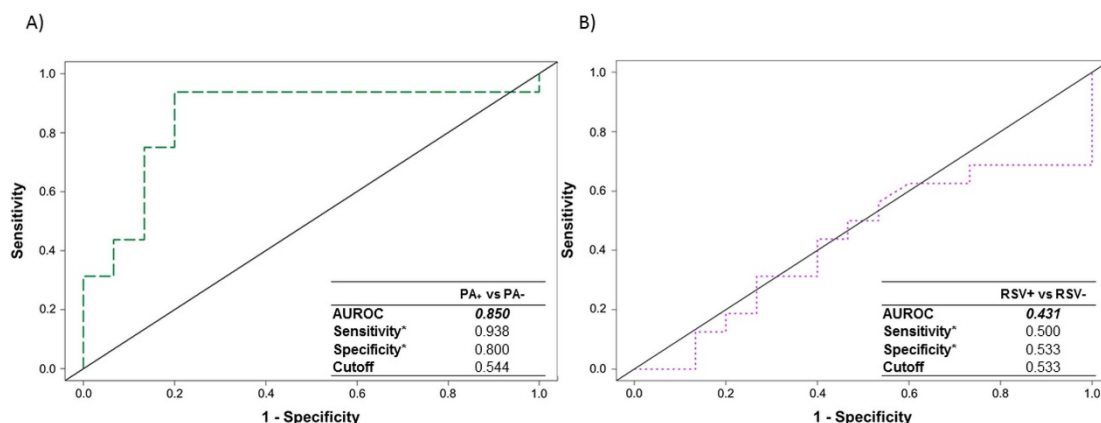 A)
1.0
0.8
0.6
0.4
0.2
0.0
Sensitivity
PA+ vs PA-
AUROC 0.850
Sensitivity* 0.938
Specificity* 0.800
Cutoff 0.544
0.0 0.2 0.4 0.6 0.8 1.0
1 - Specificity
B)
1.0
0.8
0.6
0.4
0.2
0.0
Sensitivity
RSV+ vs RSV-
AUROC 0.431
Sensitivity* 0.500
Specificity* 0.533
Cutoff 0.533
0.0 0.2 0.4 0.6 0.8 1.0
1 - Specificity